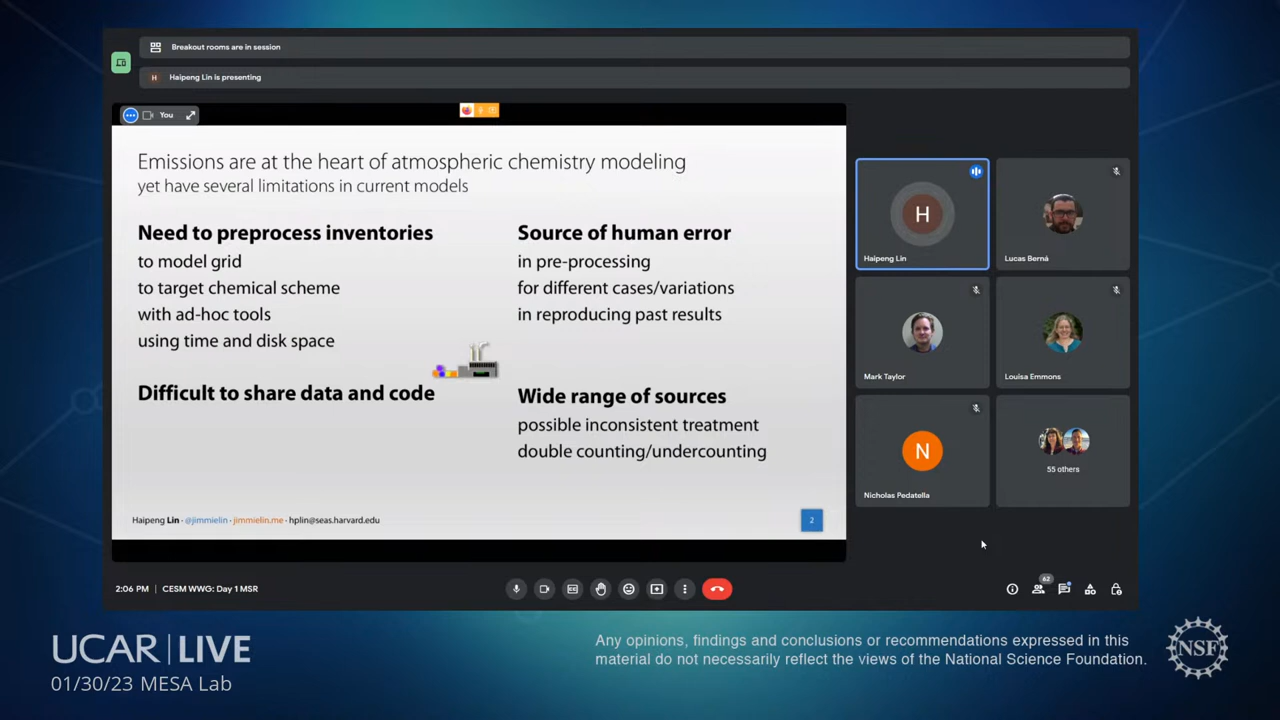 Breakout rooms are in session
H Haipeng Lin is presenting
You
Emissions are at the heart of atmospheric chemistry modeling
yet have several limitations in current models
Need to preprocess inventories
to model grid
to target chemical scheme
with ad-hoc tools
using time and disk space
Difficult to share data and code
Source of human error
in pre-processing
for different cases/variations
in reproducing past results
Wide range of sources
possible inconsistent treatment
double counting/undercounting
Haipeng Lin · @jimmielin · jimmielin.me · hplin@seas.harvard.edu
2
H
Haipeng Lin
Lucas Berná
Mark Taylor
Louisa Emmons
N
Nicholas Pedatella
55 others
2:06 PM | CESM WWG: Day 1 MSR
62
UCAR | LIVE
01/30/23 MESA Lab
Any opinions, findings and conclusions or recommendations expressed in this
material do not necessarily reflect the views of the National Science Foundation.
NSF